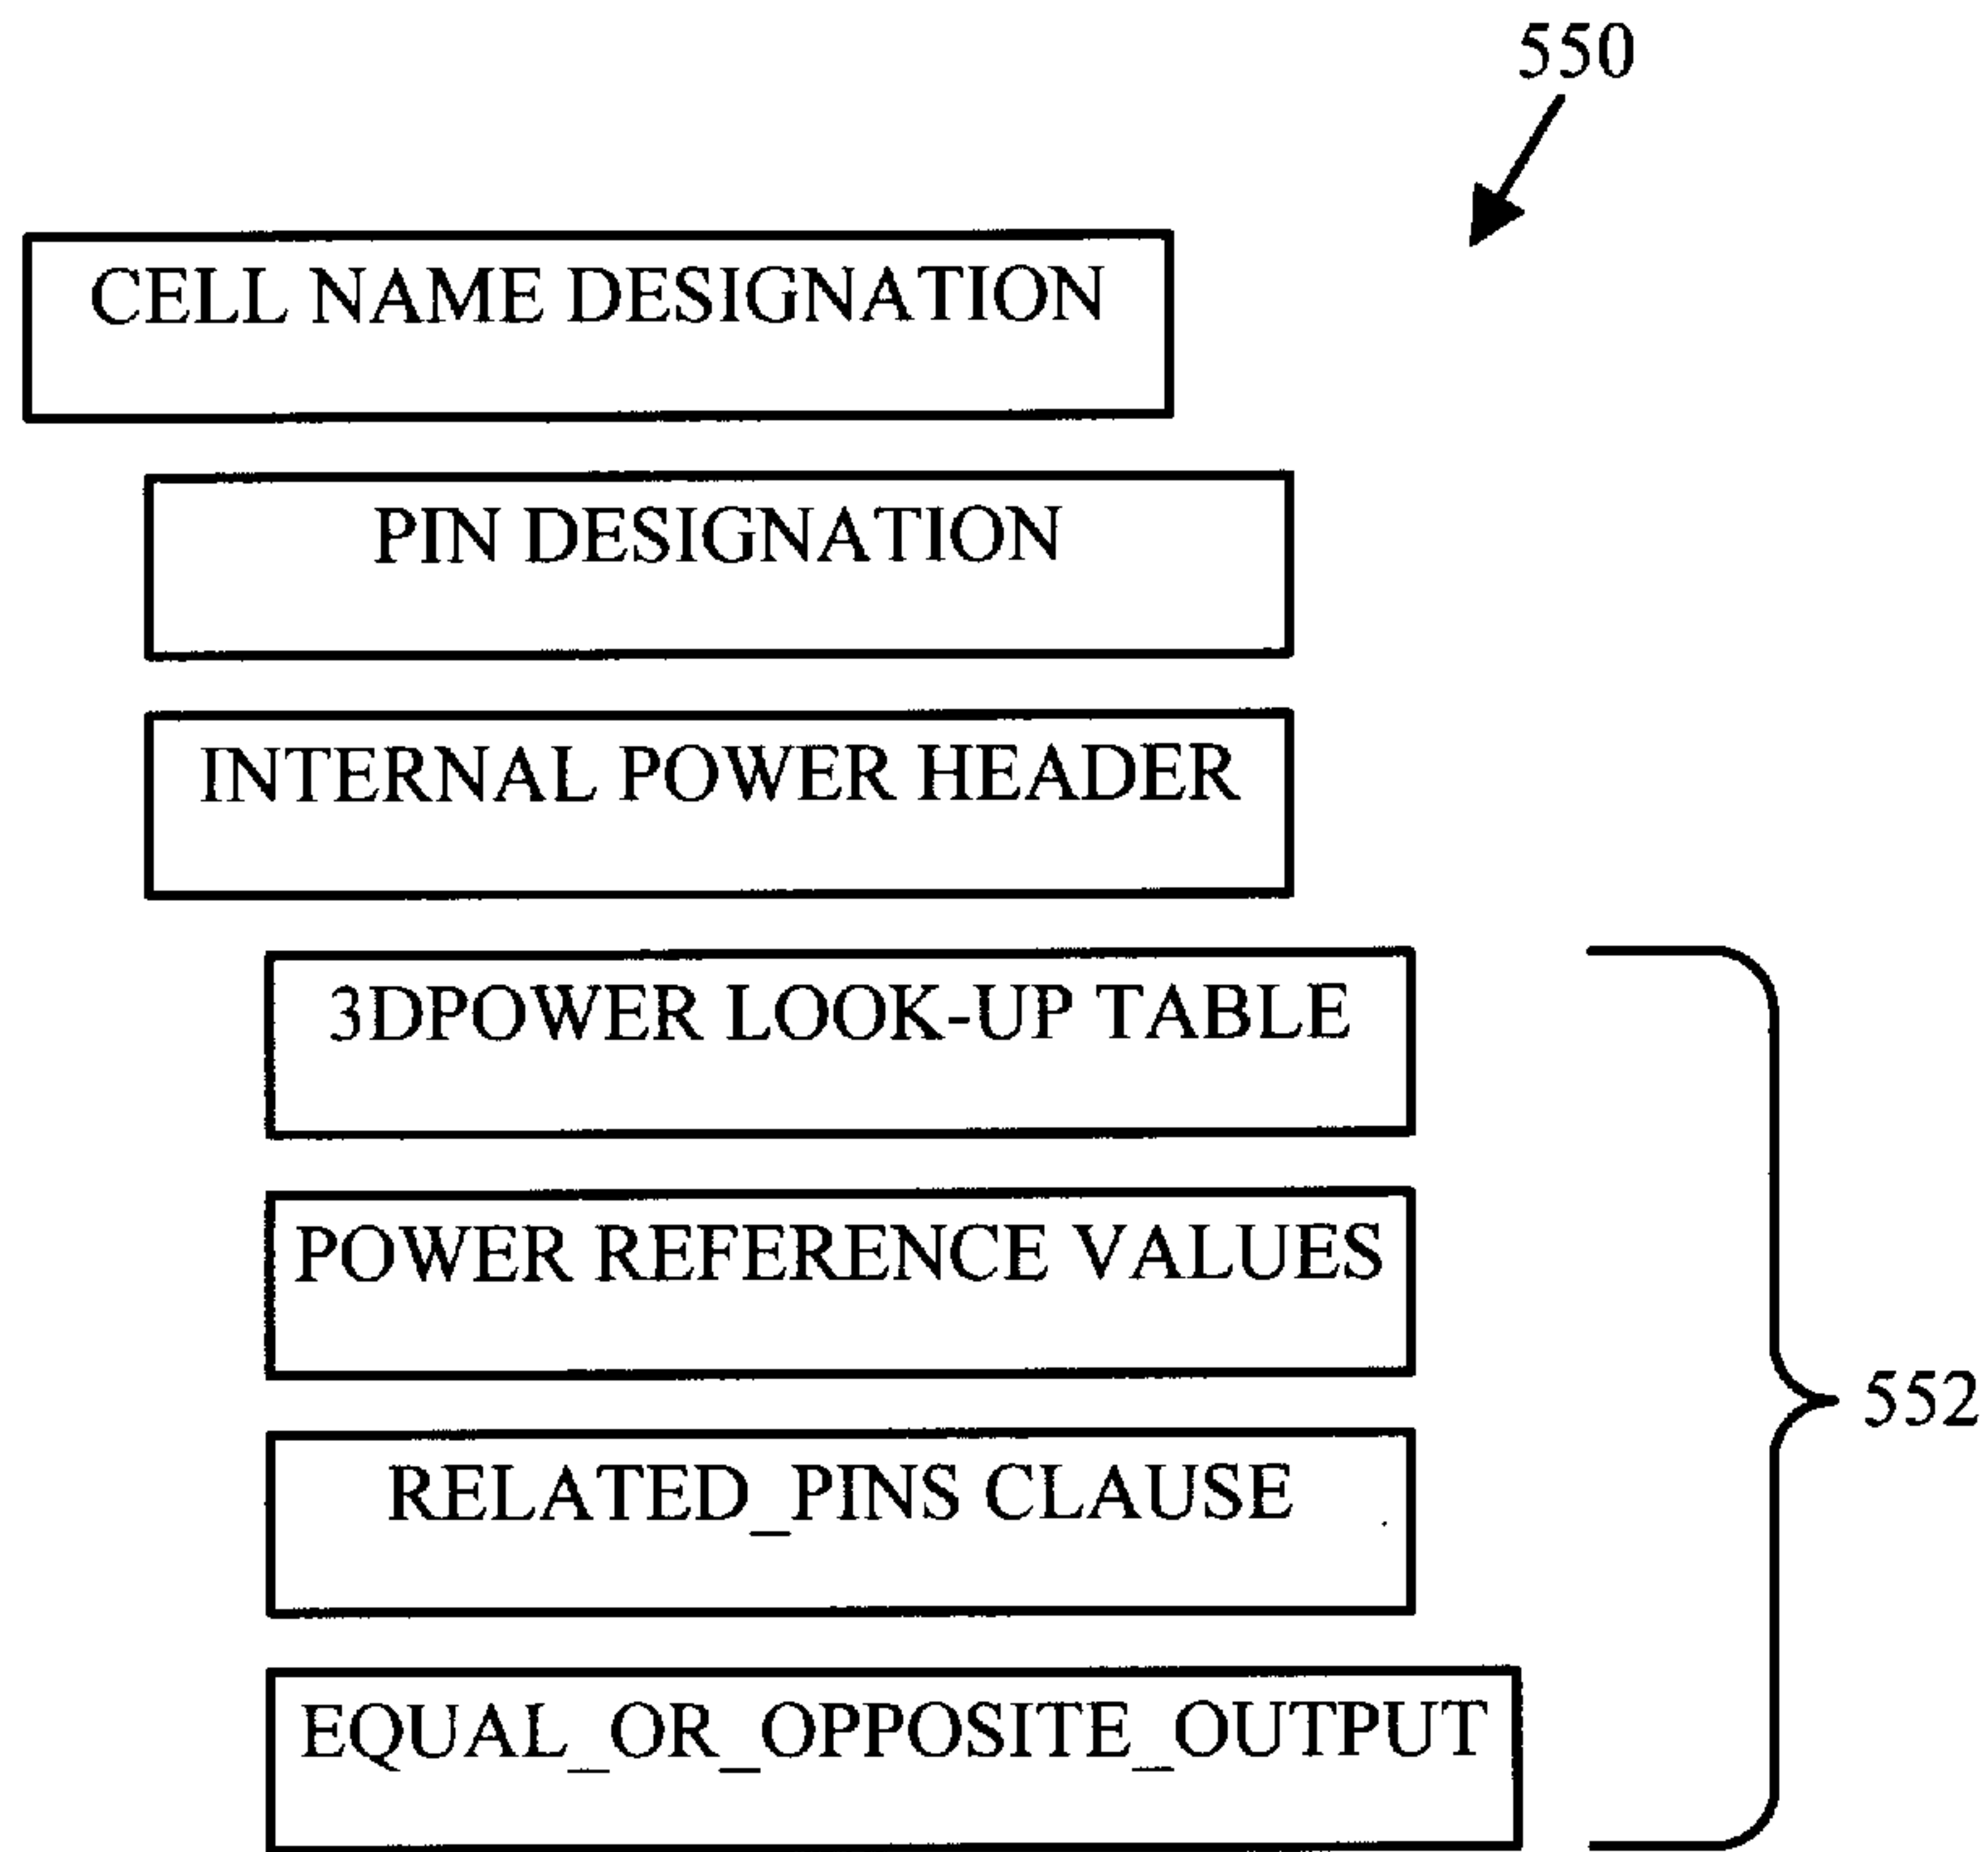 550
CELL NAME DESIGNATION
PIN DESIGNATION
INTERNAL POWER HEADER
3DPOWER LOOK-UP TABLE
POWER REFERENCE VALUES
552
RELATED_PINS CLAUSE
EQUAL_OR_OPPOSITE_OUTPUT